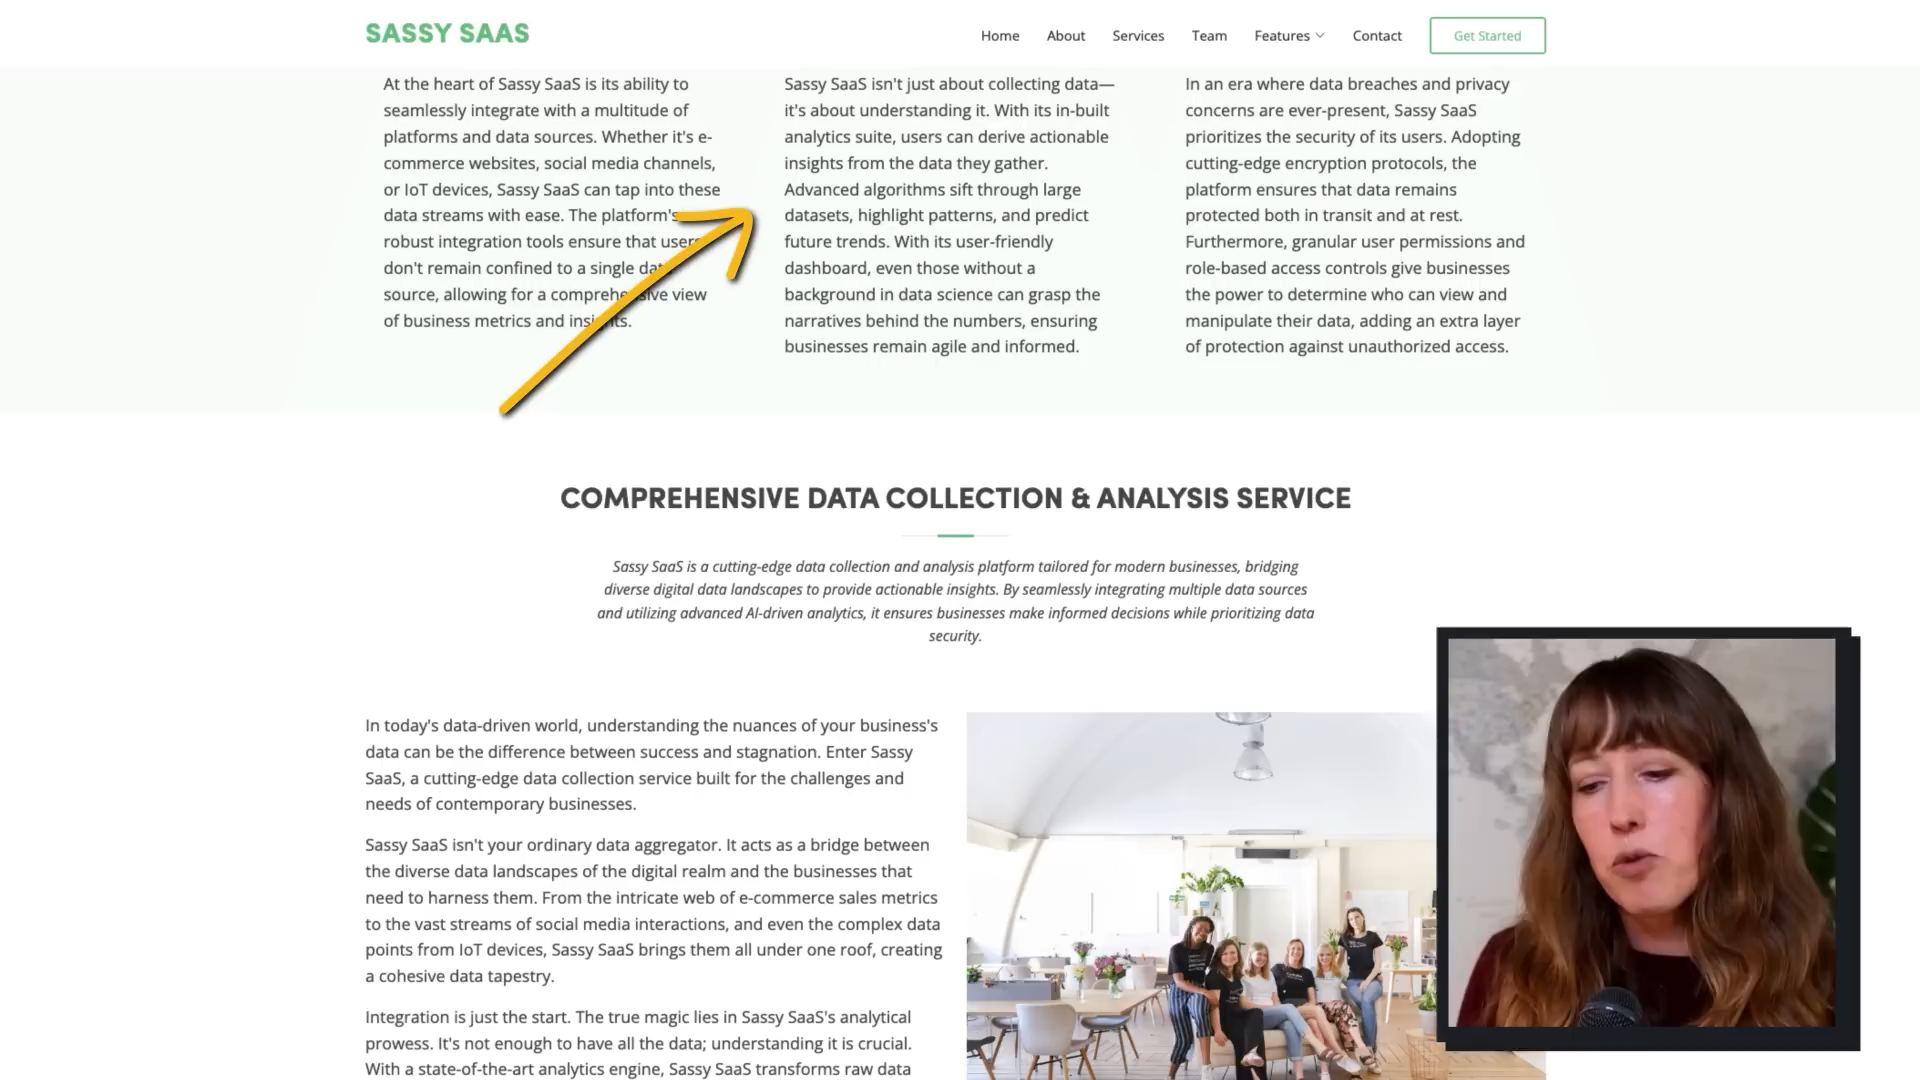 SASSY SAAS
Home
About
Services
Team
Features
Contact
Get Started
At the heart of Sassy SaaS is its ability to
seamlessly integrate with a multitude of
platforms and data sources. Whether it's e-
commerce websites, social media channels,
or IoT devices, Sassy SaaS can tap into these
data streams with ease. The platform's
robust integration tools ensure that users
don't remain confined to a single data
source, allowing for a comprehensive view
of business metrics and insights.
Sassy SaaS isn't just about collecting data—
it's about understanding it. With its in-built
analytics suite, users can derive actionable
insights from the data they gather.
Advanced algorithms sift through large
datasets, highlight patterns, and predict
future trends. With its user-friendly
dashboard, even those without a
background in data science can grasp the
narratives behind the numbers, ensuring
businesses remain agile and informed.
In an era where data breaches and privacy
concerns are ever-present, Sassy SaaS
prioritizes the security of its users. Adopting
cutting-edge encryption protocols, the
platform ensures that data remains
protected both in transit and at rest.
Furthermore, granular user permissions and
role-based access controls give businesses
the power to determine who can view and
manipulate their data, adding an extra layer
of protection against unauthorized access.
COMPREHENSIVE DATA COLLECTION & ANALYSIS SERVICE
Sassy SaaS is a cutting-edge data collection and analysis platform tailored for modern businesses, bridging
diverse digital data landscapes to provide actionable insights. By seamlessly integrating multiple data sources
and utilizing advanced AI-driven analytics, it ensures businesses make informed decisions while prioritizing data
security.
In today's data-driven world, understanding the nuances of your business's
data can be the difference between success and stagnation. Enter Sassy
SaaS, a cutting-edge data collection service built for the challenges and
needs of contemporary businesses.
Sassy SaaS isn't your ordinary data aggregator. It acts as a bridge between
the diverse data landscapes of the digital realm and the businesses that
need to harness them. From the intricate web of e-commerce sales metrics
to the vast streams of social media interactions, and even the complex data
points from IoT devices, Sassy SaaS brings them all under one roof, creating
a cohesive data tapestry.
Integration is just the start. The true magic lies in Sassy SaaS's analytical
prowess. It's not enough to have all the data; understanding it is crucial.
With a state-of-the-art analytics engine, Sassy SaaS transforms raw data